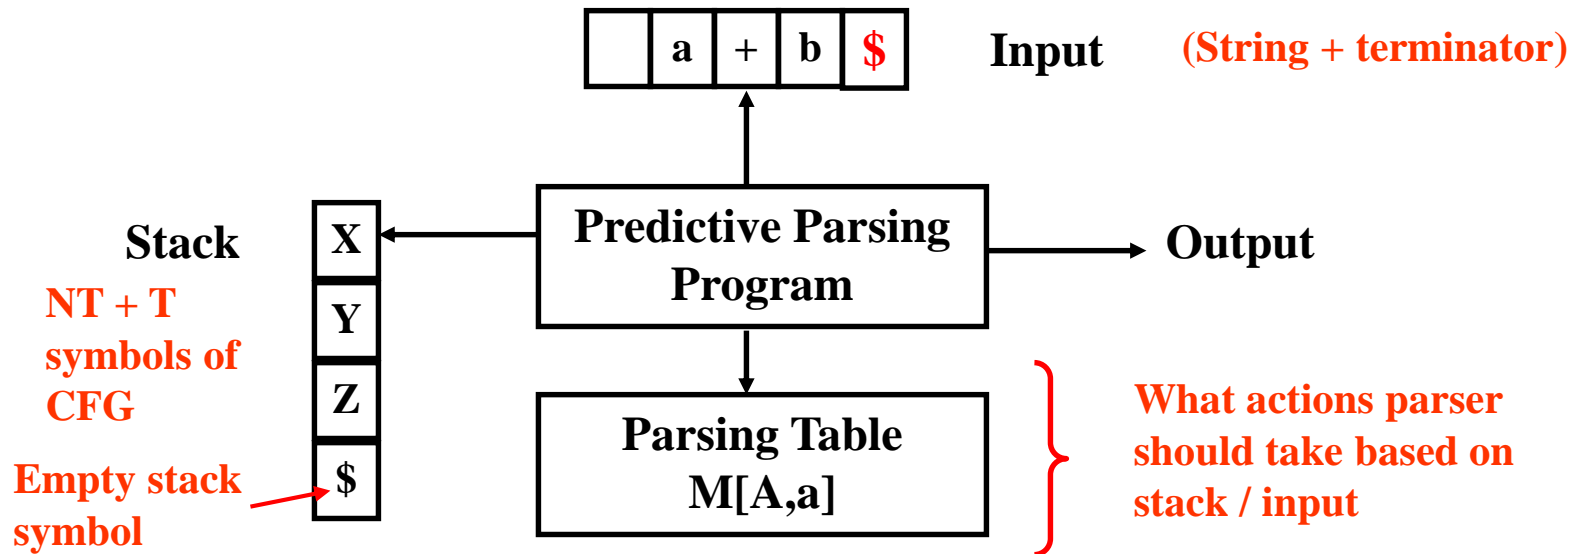 a + b $
Input
(String + terminator)
Stack
X
Y
Z
$
NT + T
symbols of
CFG
Empty stack
symbol
Predictive Parsing
Program
Output
Parsing Table
M[A,a]
What actions parser
should take based on
stack / input